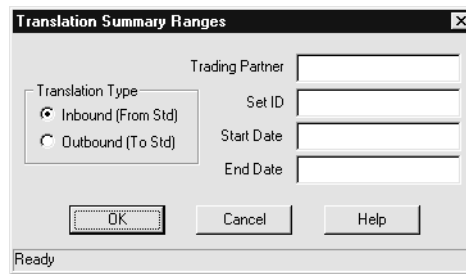 Translation Summary Ranges
Trading Partner
Translation Type
Inbound (From Std)
Outbound (To Std)
Set ID
Start Date
End Date
OK
Cancel
Help
Ready